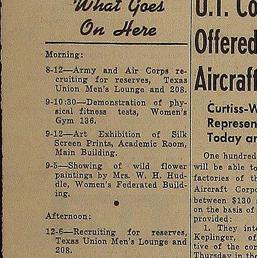 What Goes
On Here
Morning:
8-12—Army and Air Corps re-
cruiting for reserves, Texas
Union Men's Lounge and 208.
9-10:30—Demonstration of phy-
sical fitness tests, Women's
Gym 136.
9-12—Art Exhibition of Silk
Screen Prints, Academic Room,
Main Building.
9-5—Showing of wild flower
paintings by Mrs. W. H. Hud-
dle, Women's Federated Build-
ing.
Afternoon:
12-6—Recruiting for reserves,
Texas Union Men's Lounge and
208.
U.T. Co
Offered
Aircraft
Curtiss-W
Represen
Today an
One hundred
will be able to
factories of th
Aircraft Corpo
between $130
on the basis of
provided:
1. They inte
Keplinger, of
tive of the cor
Thursday at th